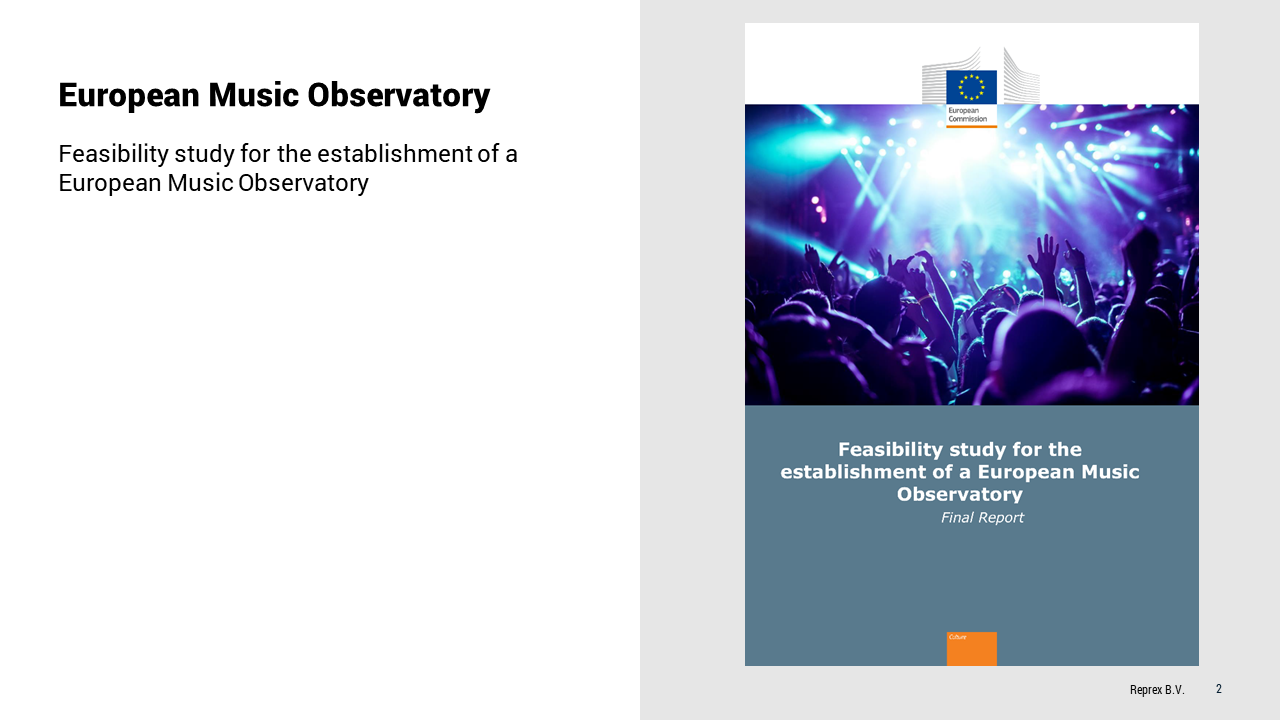 European Music Observatory
Feasibility study for the establishment of a
European Music Observatory
European
Commission
Feasibility study for the
establishment of a European Music
Observatory
Final Report
Culture
Reprex B.V.
2